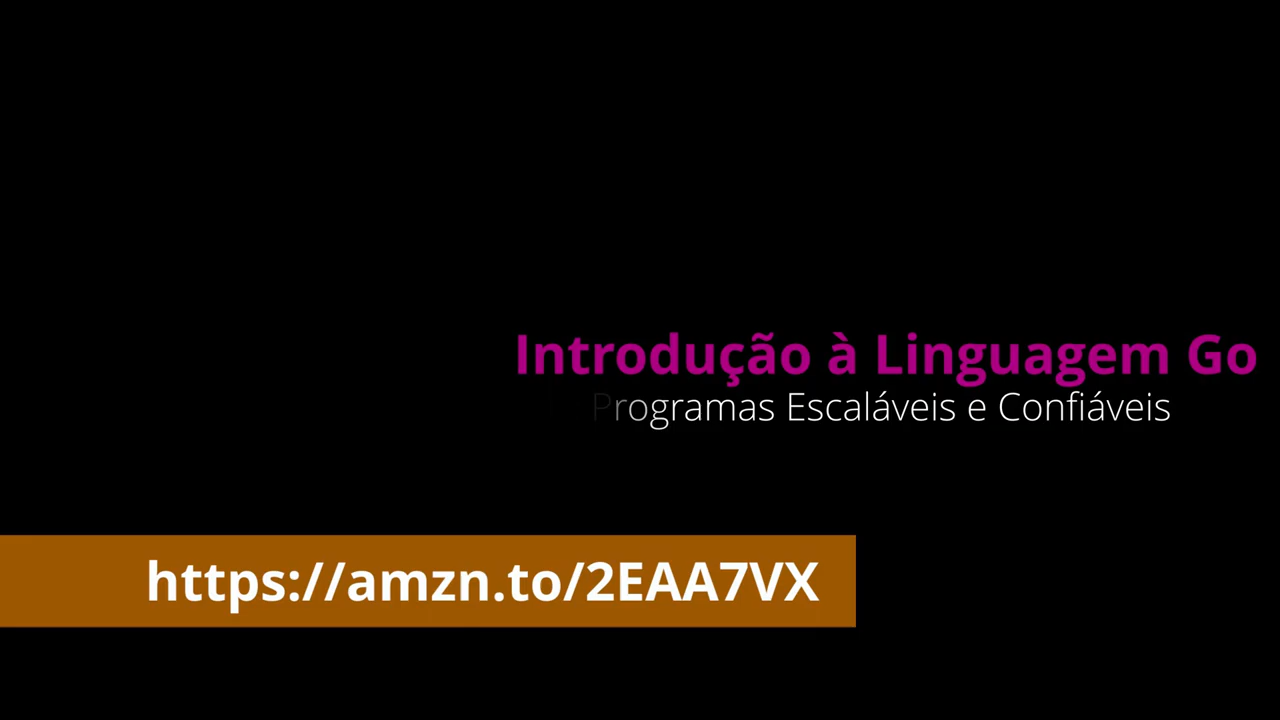 Introdução à Linguagem Go
Programas Escaláveis e Confiáveis
https://amzn.to/2EAA7VX